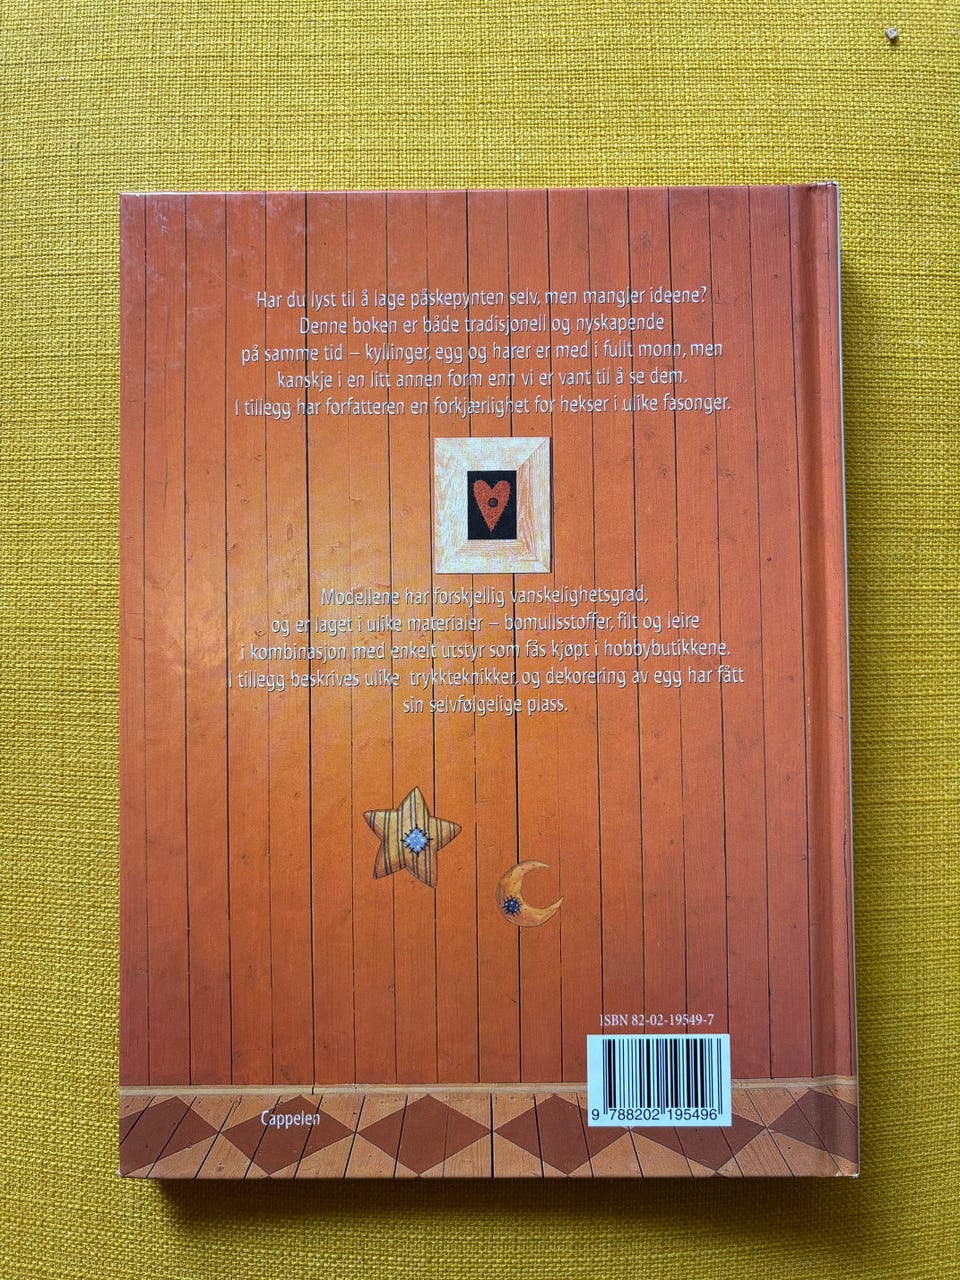 Har du lyst til å lage påskepynten selv, men mangler ideene?
Denne boken er både tradisjonell og nyskapende
på samme tid – kyllinger, egg og harer er med i fullt monn, men
kanskje i en litt annen form enn vi er vant til å se dem.
I tillegg har forfatteren en forkjærlighet for hekser i ulike fasonger.
Modellene har forskjellig vanskelighetsgrad,
og er laget i ulike materialer – bomullsstoffer, filt og leire
i kombinasjon med enkelt utstyr som fås kjøpt i hobbybutikkene.
I tillegg beskrives ulike trykkteknikker, og dekorering av egg har fått
sin selvfølgelige plass.
ISBN 82-02-19549-7
9 788202 195496
Cappelen